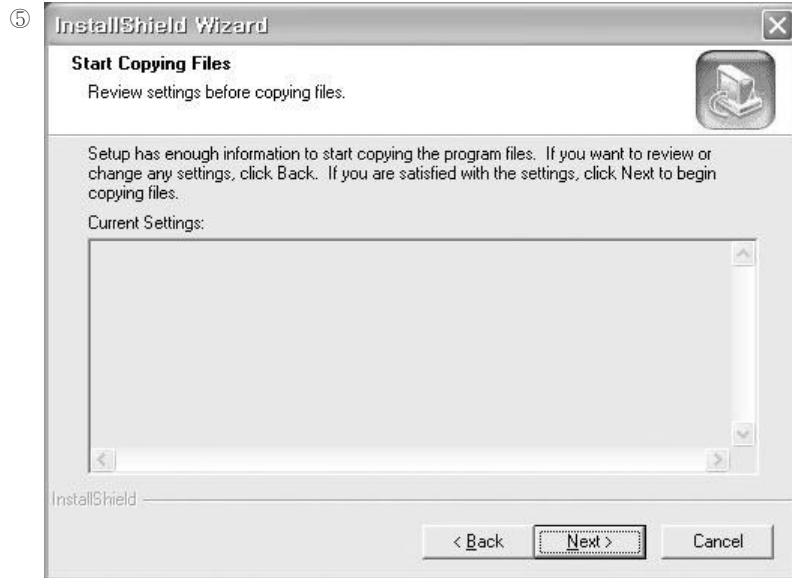 ⑤
InstallShield Wizard
Start Copying Files
Review settings before copying files.
Setup has enough information to start copying the program files.  If you want to review or
change any settings, click Back.  If you are satisfied with the settings, click Next to begin
copying files.
Current Settings:
InstallShield
< Back
Next >
Cancel